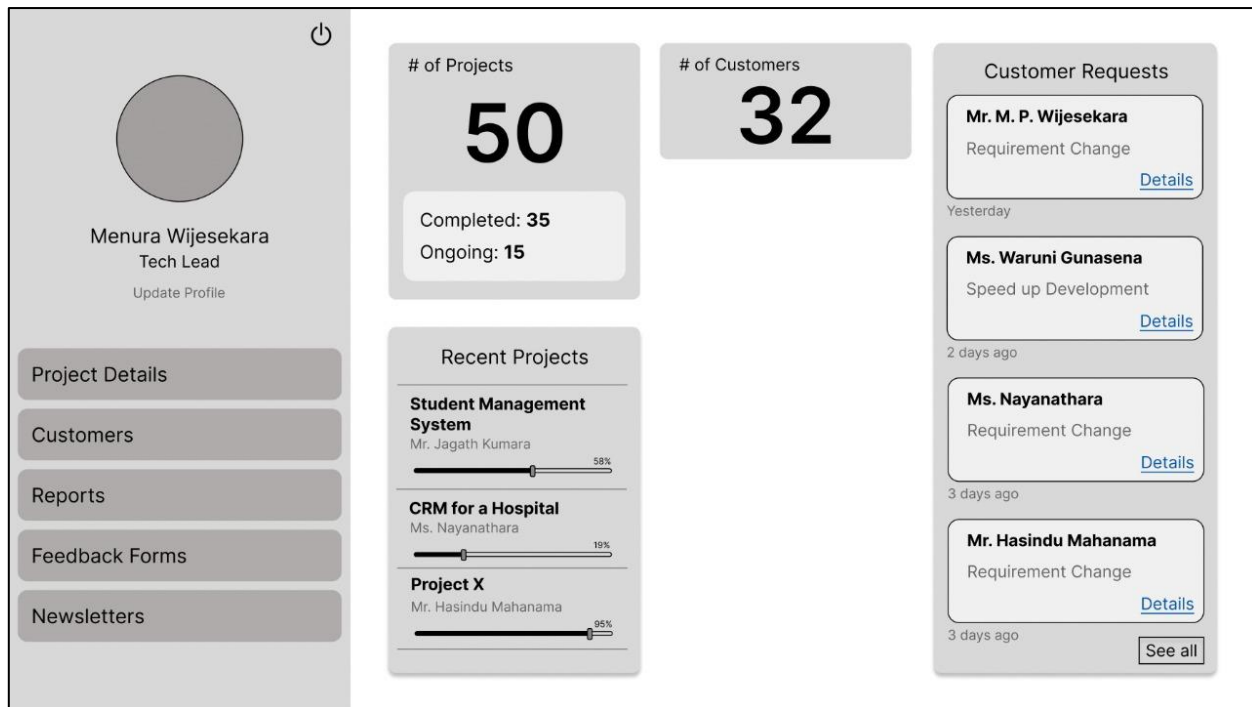 Menura Wijesekara
Tech Lead
Update Profile
Project Details
Customers
Reports
Feedback Forms
Newsletters
# of Projects
50
Completed: 35
Ongoing: 15
Recent Projects
Student Management
System
Mr. Jagath Kumara
58%
CRM for a Hospital
Ms. Nayanathara
19%
Project X
Mr. Hasindu Mahanama
95%
# of Customers
32
Customer Requests
Mr. M. P. Wijesekara
Requirement Change
Details
Yesterday
Ms. Waruni Gunasena
Speed up Development
Details
2 days ago
Ms. Nayanathara
Requirement Change
Details
3 days ago
Mr. Hasindu Mahanama
Requirement Change
Details
3 days ago
See all